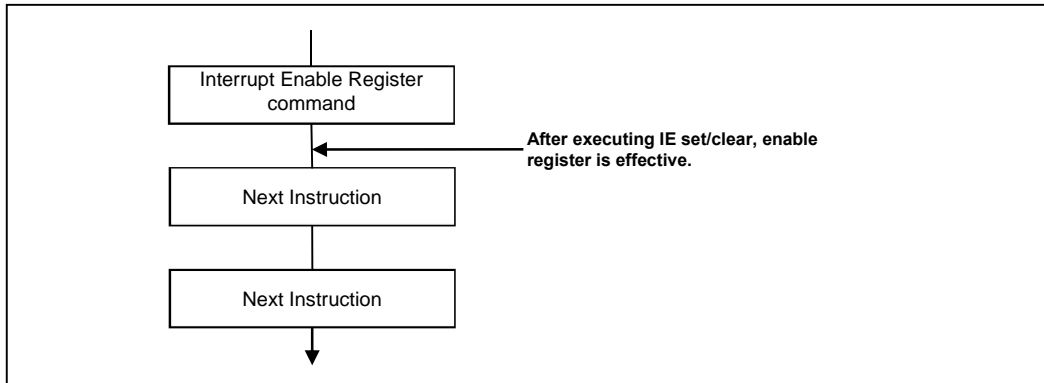 Interrupt Enable Register
command
After executing IE set/clear, enable
register is effective.
Next Instruction
Next Instruction